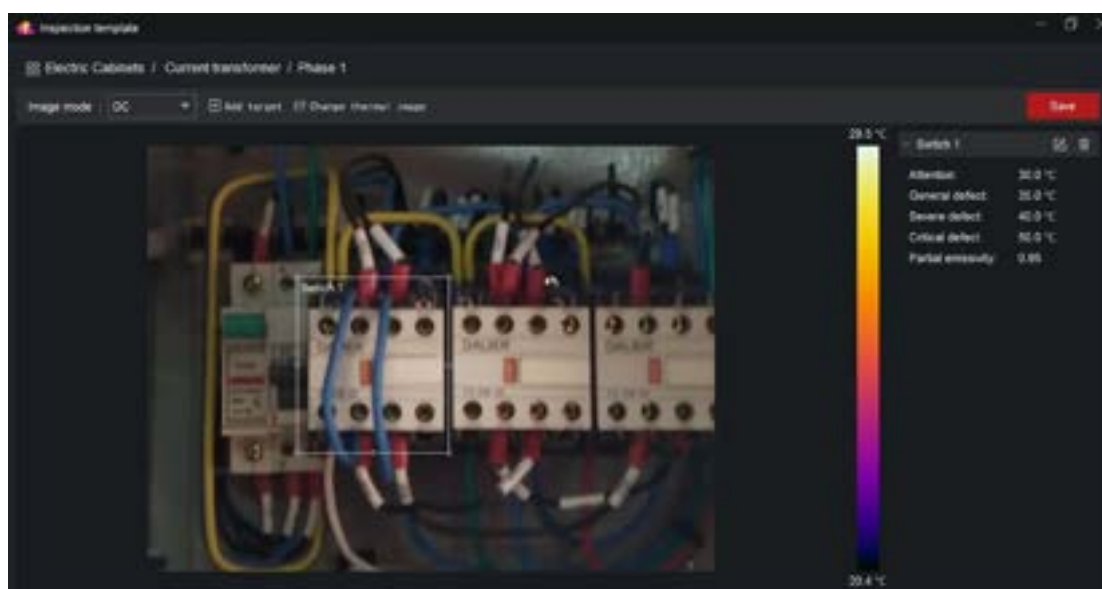 Inspection template
Electric Cabinets / Current transformer / Phase 1
Image mode : DC
Add target
Change thermal image
Save
29.5 °C
Switch 1
Attention: 30.0 °C
General defect: 35.0 °C
Severe defect: 40.0 °C
Critical defect: 50.0 °C
Partial emissivity: 0.95
Switch 1
20.4 °C